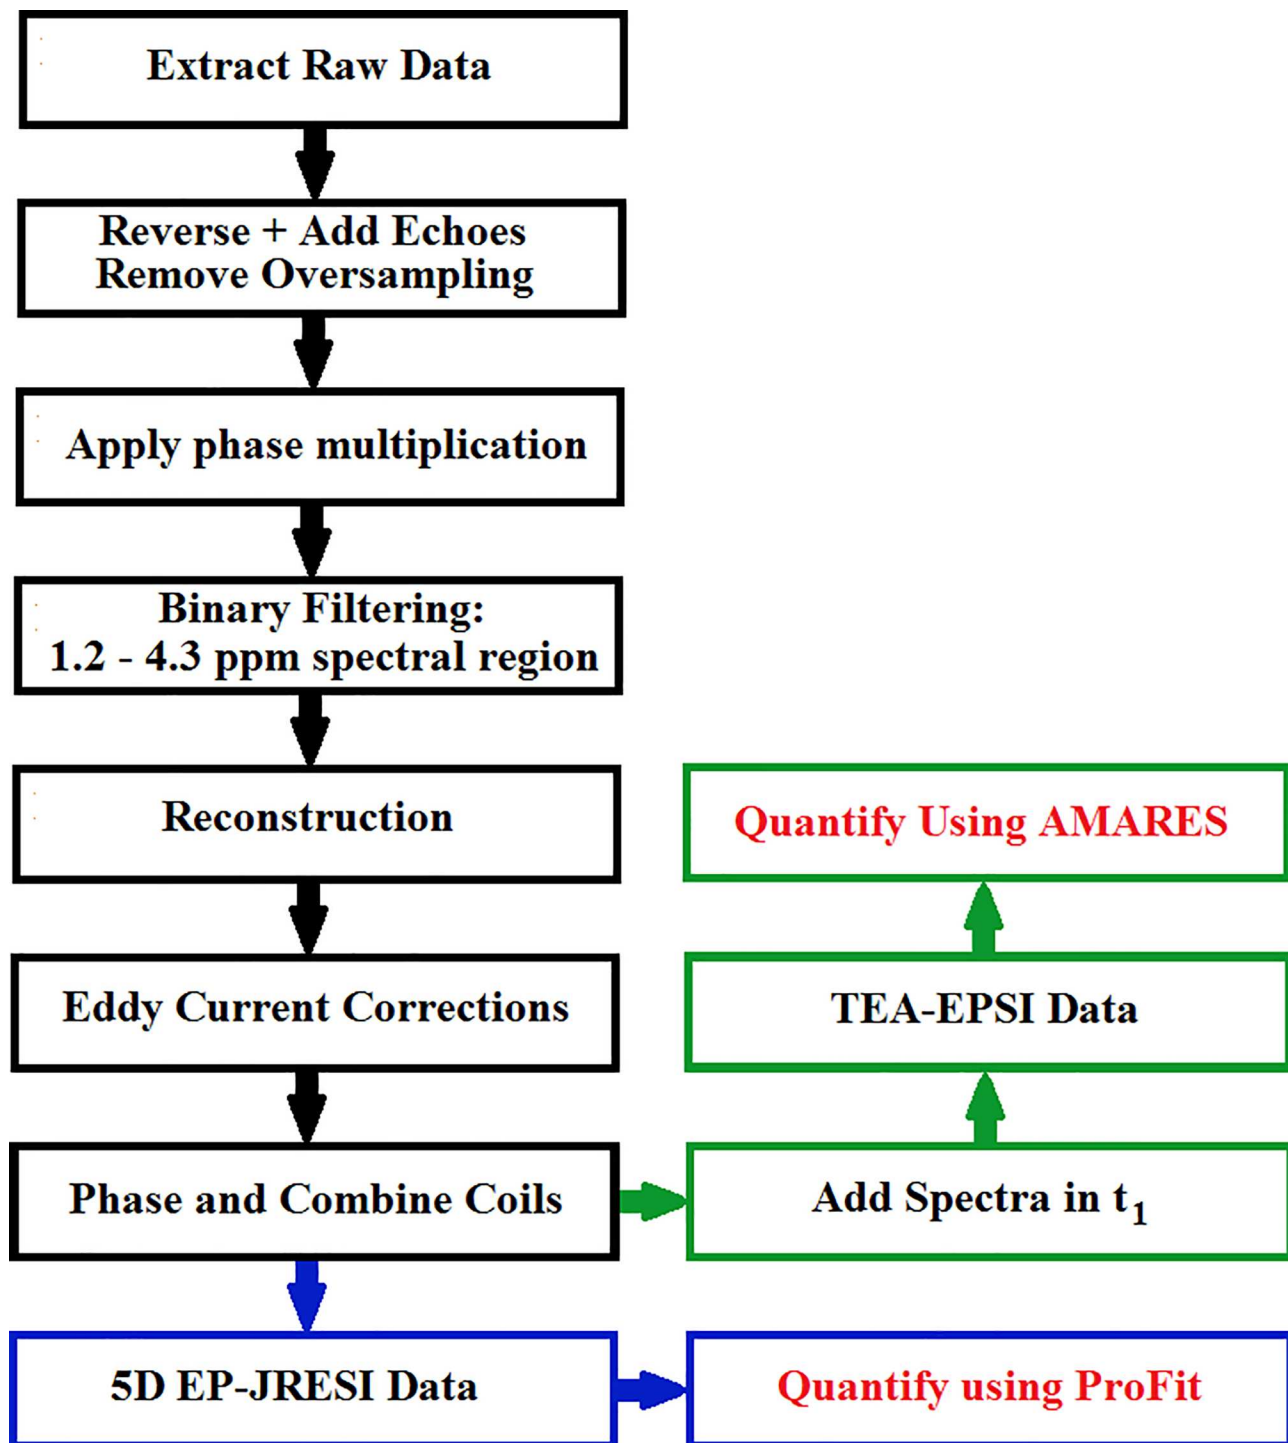 Extract Raw Data
Reverse + Add Echoes
Remove Oversampling
Apply phase multiplication
Binary Filtering:
1.2 - 4.3 ppm spectral region
Reconstruction
Eddy Current Corrections
Phase and Combine Coils
5D EP-JRESI Data
Quantify using ProFit
Add Spectra in t₁
TEA-EPSI Data
Quantify Using AMARES